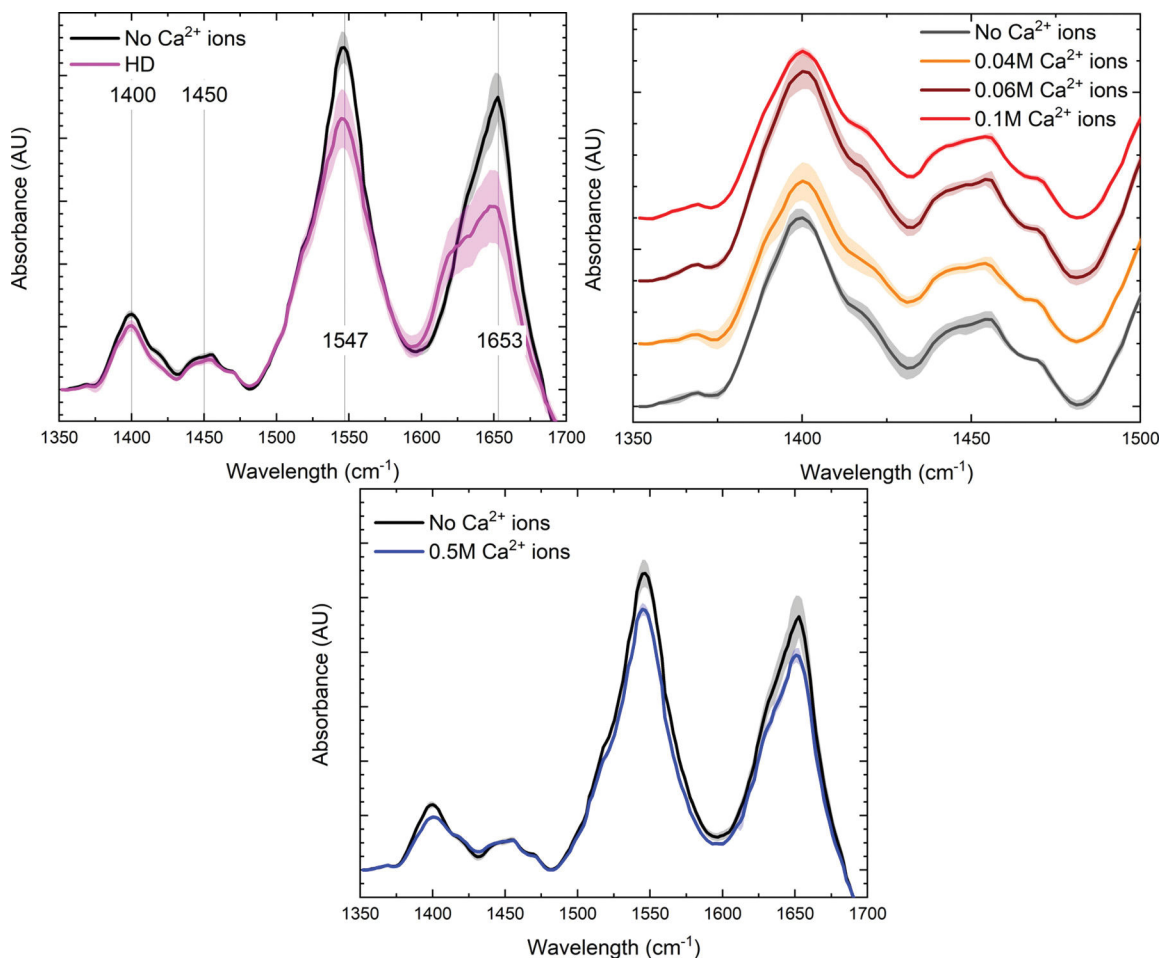 No Ca²⁺ ions
HD
1400 1450
1547
1653
Absorbance (AU)
1350 1400 1450 1500 1550 1600 1650 1700
Wavelength (cm⁻¹)
No Ca²⁺ ions
0.04M Ca²⁺ ions
0.06M Ca²⁺ ions
0.1M Ca²⁺ ions
Absorbance (AU)
1350 1400 1450 1500
Wavelength (cm⁻¹)
No Ca²⁺ ions
0.5M Ca²⁺ ions
Absorbance (AU)
1350 1400 1450 1500 1550 1600 1650 1700
Wavelength (cm⁻¹)